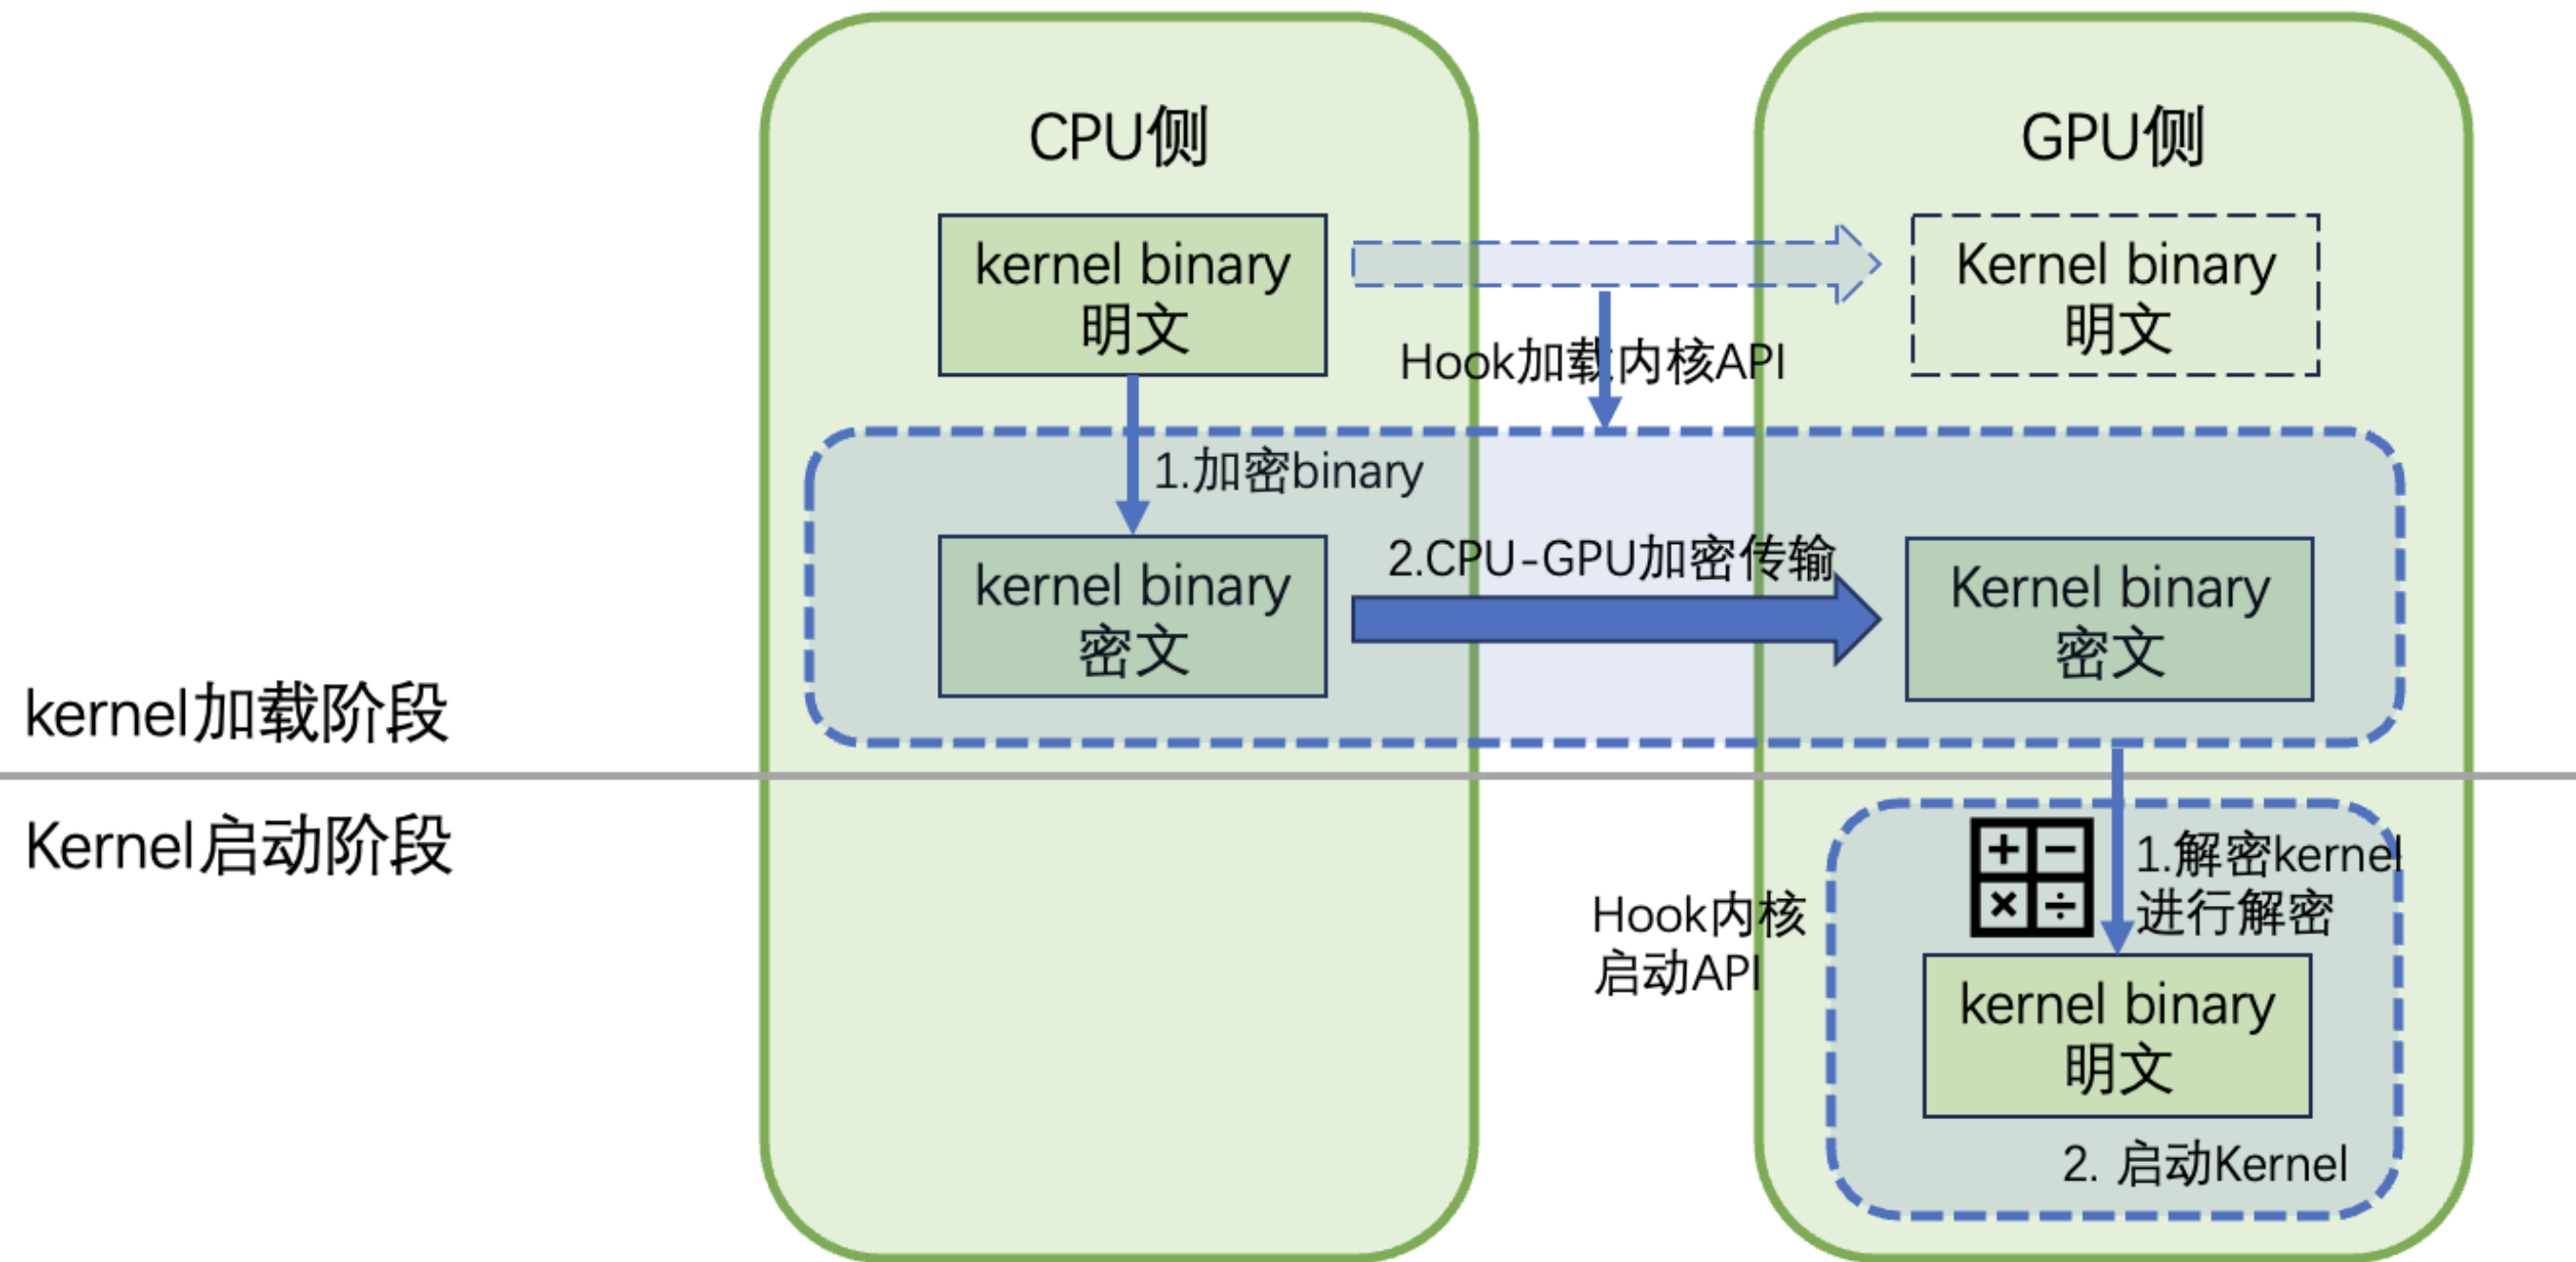 CPU侧
GPU侧
kernel binary
明文
Kernel binary
明文
Hook加载内核API
1.加密binary
2.CPU-GPU加密传输
kernel binary
密文
Kernel binary
密文
kernel加载阶段
Kernel启动阶段
+ −
× ÷
1.解密kernel
进行解密
Hook内核
启动API
kernel binary
明文
2. 启动Kernel